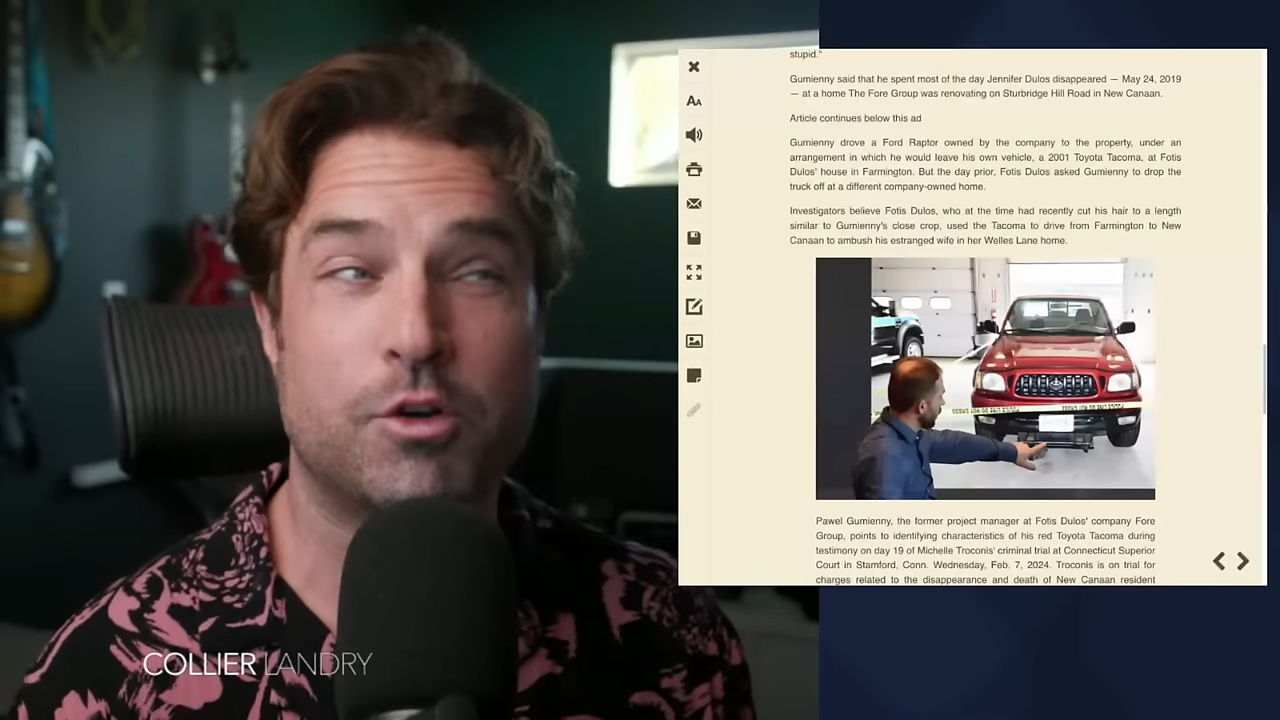 stupid."
Gumienny said that he spent most of the day Jennifer Dulos disappeared — May 24, 2019
— at a home The Fore Group was renovating on Sturbridge Hill Road in New Canaan.
Article continues below this ad
Gumienny drove a Ford Raptor owned by the company to the property, under an
arrangement in which he would leave his own vehicle, a 2001 Toyota Tacoma, at Fotis
Dulos' house in Farmington. But the day prior, Fotis Dulos asked Gumienny to drop the
truck off at a different company-owned home.
Investigators believe Fotis Dulos, who at the time had recently cut his hair to a length
similar to Gumienny's close crop, used the Tacoma to drive from Farmington to New
Canaan to ambush his estranged wife in her Welles Lane home.
Pawel Gumienny, the former project manager at Fotis Dulos' company Fore
Group, points to identifying characteristics of his red Toyota Tacoma during
testimony on day 19 of Michelle Troconis' criminal trial at Connecticut Superior
Court in Stamford, Conn. Wednesday, Feb. 7, 2024. Troconis is on trial for
charges related to the disappearance and death of New Canaan resident
AA
COLLIER LANDRY